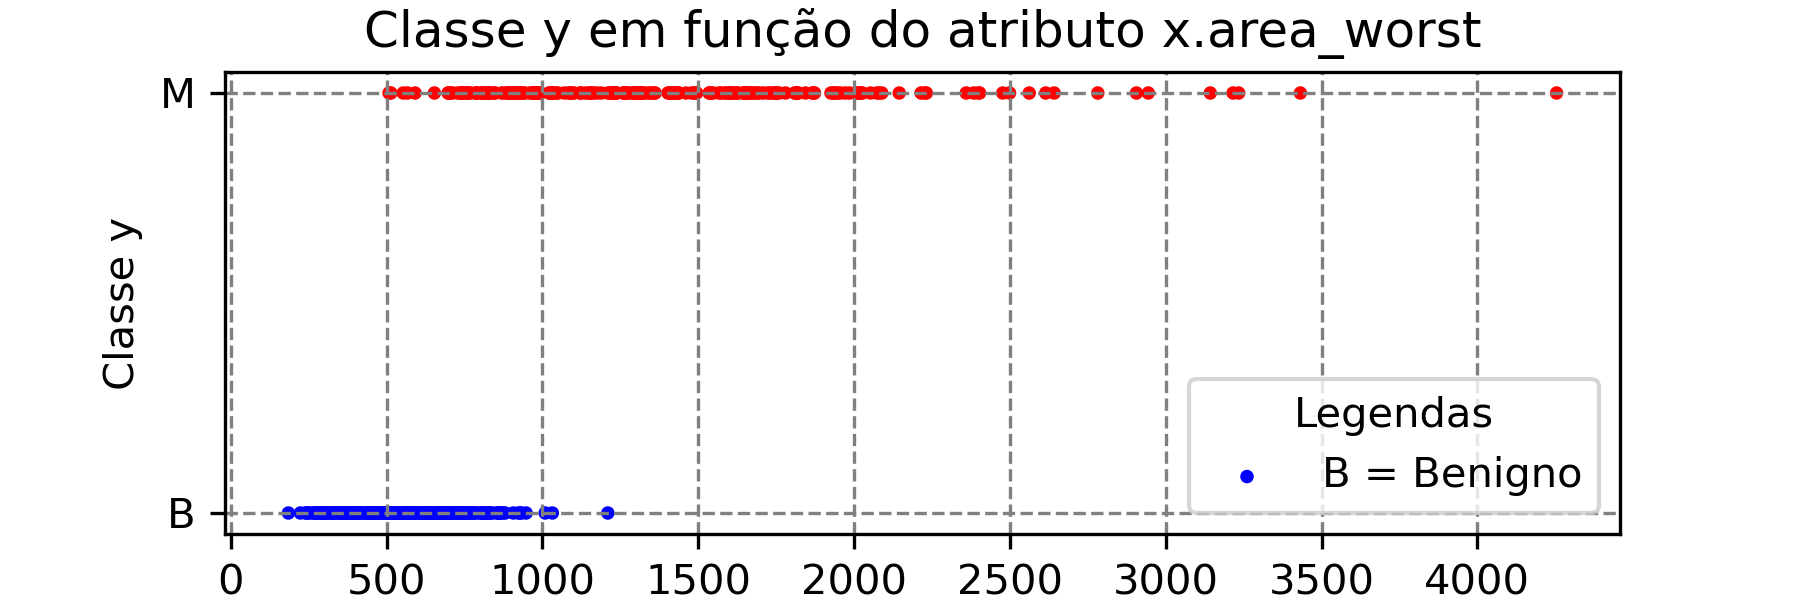 Classe y em função do atributo x.area_worst
M
Classe y
B
Legendas
B = Benigno
0 500 1000 1500 2000 2500 3000 3500 4000